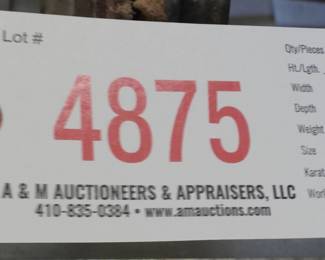 Lot #
4875
A & M AUCTIONEERS & APPRAISERS, LLC
410-835-0384 • www.amauctions.com
Qty/Pieces
Ht./Lgth.
Width
Depth
Weight
Size
Karat